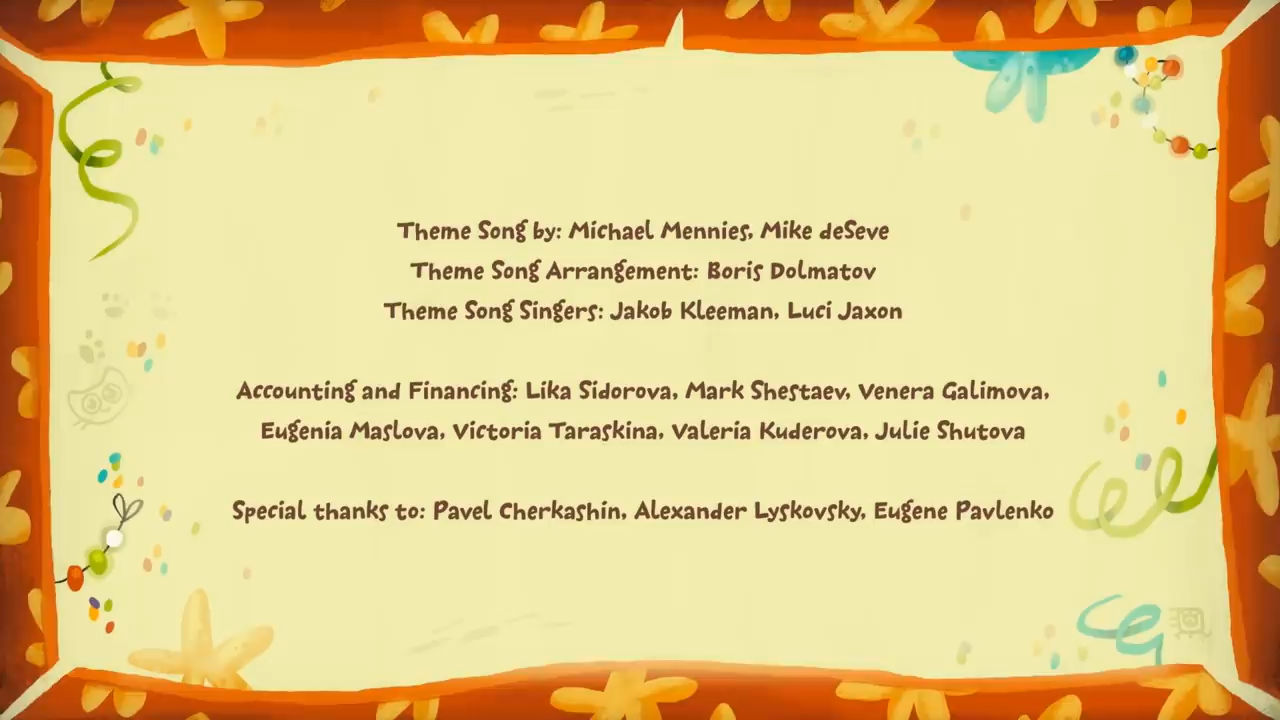 Theme Song by: Michael Mennies, Mike deSeve
Theme Song Arrangement: Boris Dolmatov
Theme Song Singers: Jakob Kleeman, Luci Jaxon
Accounting and Financing: Lika Sidorova, Mark Shestaev, Venera Galimova,
Eugenia Maslova, Victoria Taraskina, Valeria Kuderova, Julie Shutova
Special thanks to: Pavel Cherkashin, Alexander Lyskovsky, Eugene Pavlenko